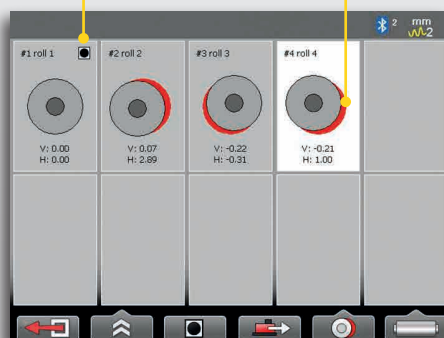 2 mm
2
#1 roll 1
V: 0.00
H: 0.00
#2 roll 2
V: 0.07
H: 2.89
#3 roll 3
V: -0.22
H: -0.31
#4 roll 4
V: -0.21
H: 1.00